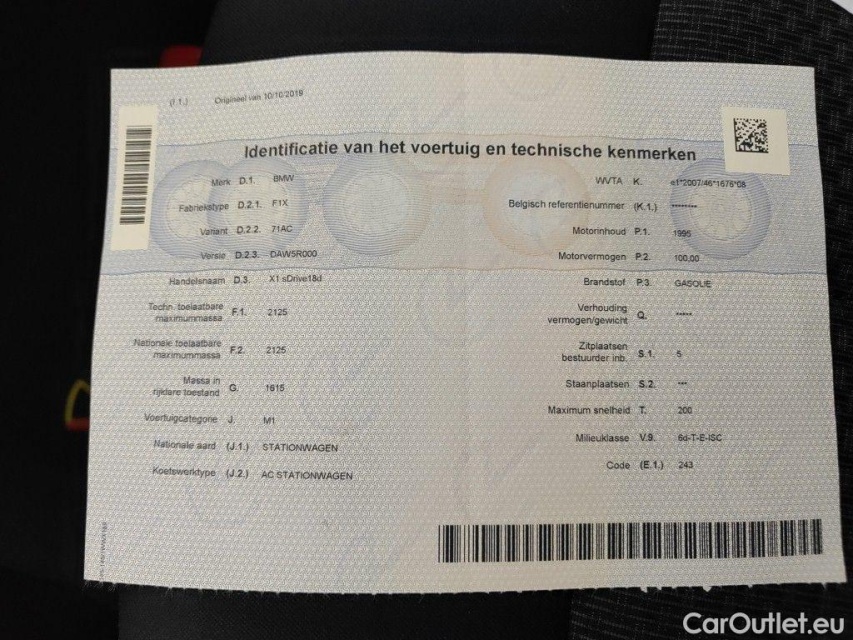 (I.1.) Origineel van 10/10/2019
Identificatie van het voertuig en technische kenmerken
Merk D.1. BMW
Fabriekstype D.2.1. F1X
Variant D.2.2. 71AC
Versie D.2.3. DAW5R000
Handelsnaam D.3. X1 sDrive18d
Techn. toelaatbare
maximummassa F.1. 2125
Nationale toelaatbare
maximummassa F.2. 2125
Massa in
rijklare toestand G. 1615
Voertuigcategorie J. M1
Nationale aard (J.1.) STATIONWAGEN
Koetswerktype (J.2.) AC STATIONWAGEN
WVTA K. e1*2007/46*1676*08
Belgisch referentienummer (K.1.) --------
Motorinhoud P.1. 1995
Motorvermogen P.2. 100,00
Brandstof P.3. GASOLIE
Verhouding
vermogen/gewicht Q. -----
Zitplaatsen
bestuurder inb. S.1. 5
Staanplaatsen S.2. ---
Maximum snelheid T. 200
Milieuklasse V.9. 6d-T-E-ISC
Code (E.1.) 243
CarOutlet.eu